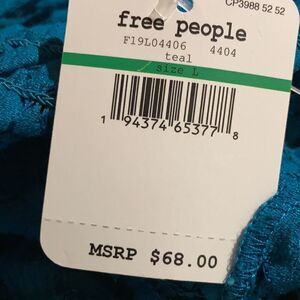 CP3988 52 52
free people
F19L04406 4404
teal
size L
1 94374 65377 8
MSRP $68.00